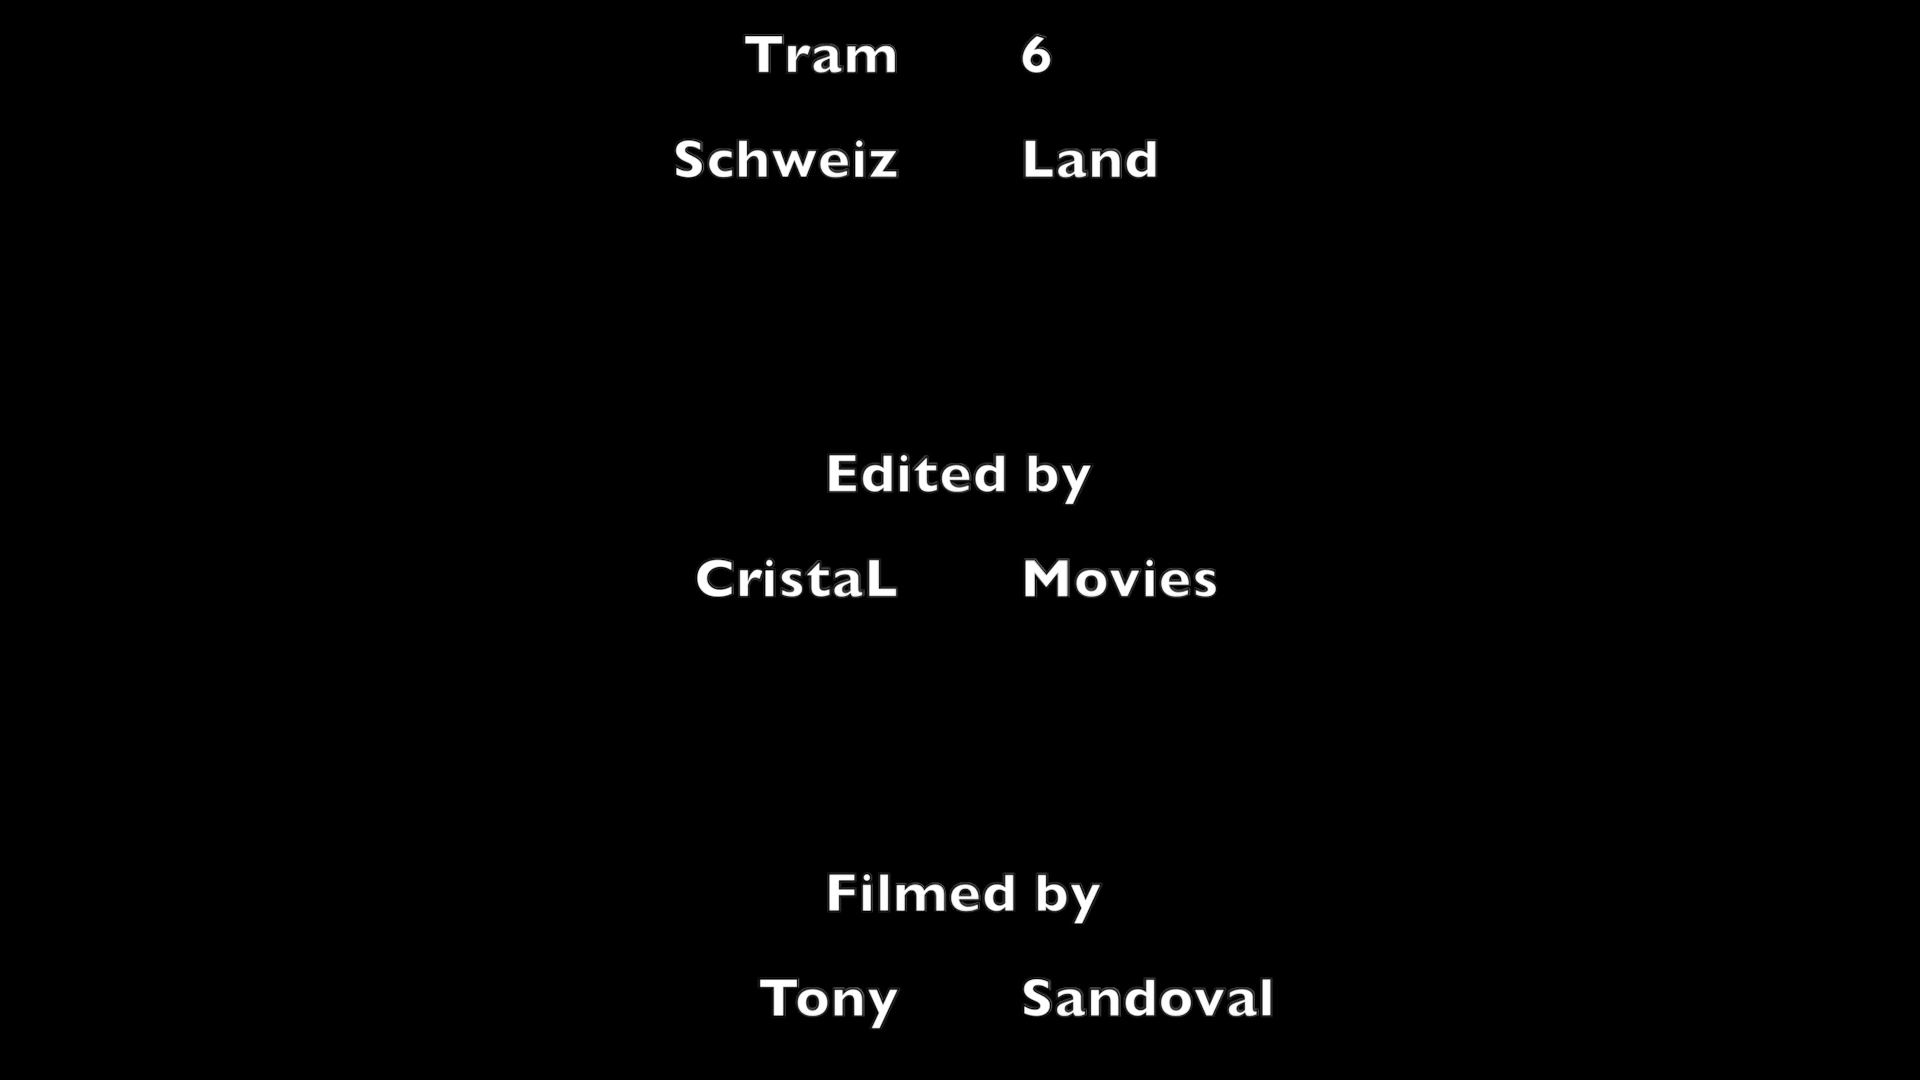 Tram 6
Schweiz Land
Edited by
CristaL Movies
Filmed by
Tony Sandoval